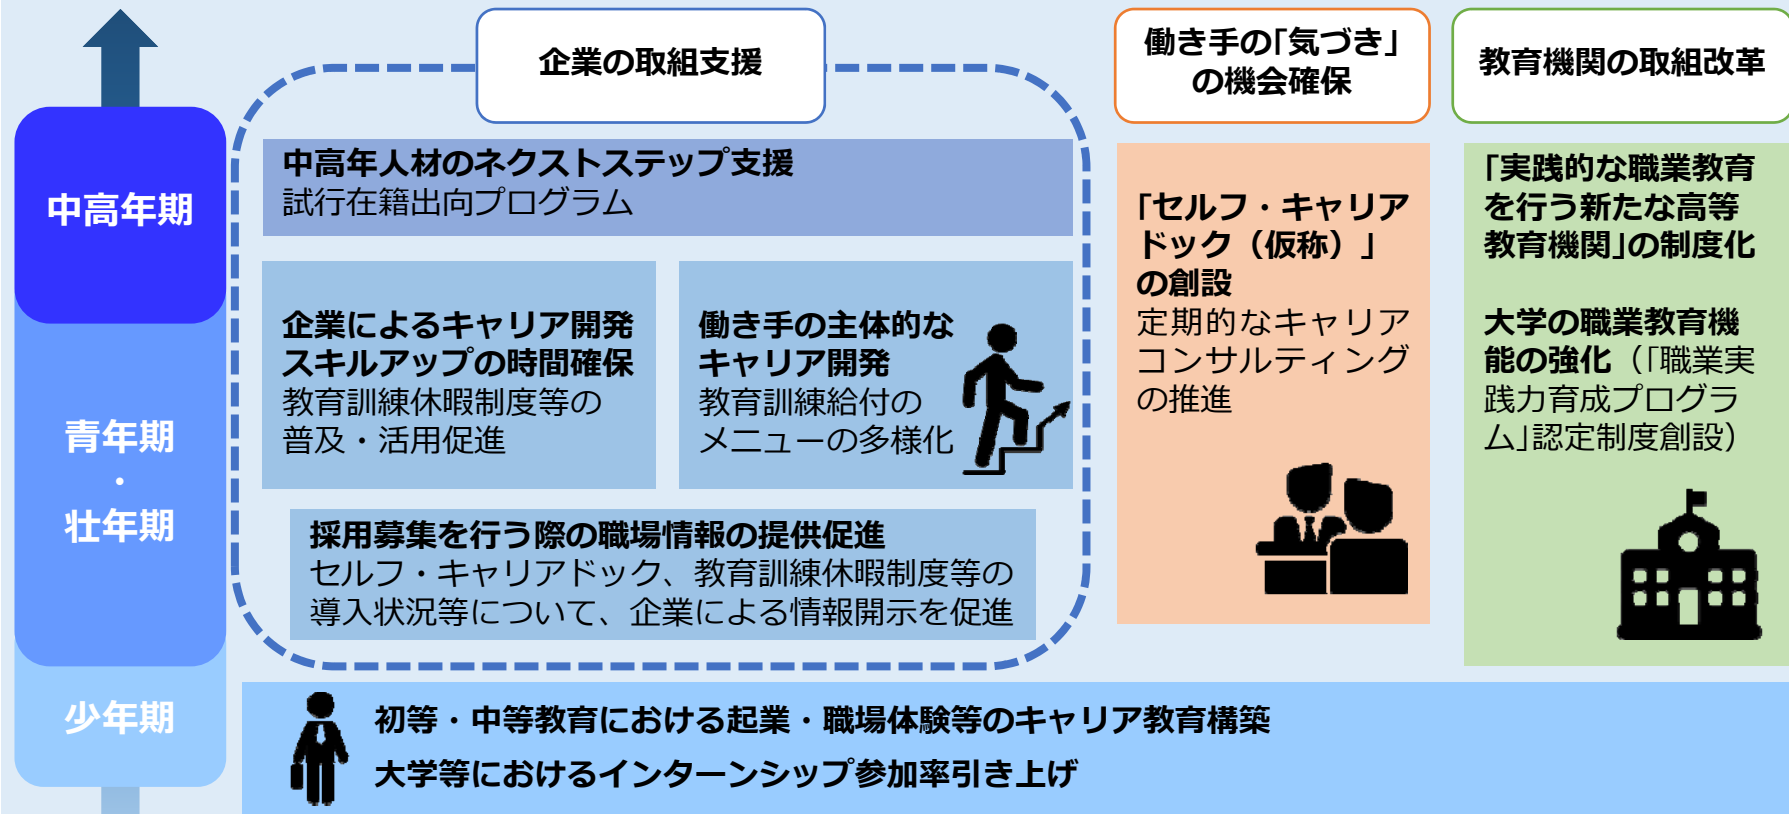 企業の取組支援
働き手の「気づき」
の機会確保
教育機関の取組改革
中高年期
青年期
・
壮年期
少年期
中高年人材のネクストステップ支援
試行在籍出向プログラム
企業によるキャリア開発
スキルアップの時間確保
教育訓練休暇制度等の
普及・活用促進
働き手の主体的な
キャリア開発
教育訓練給付の
メニューの多様化
採用募集を行う際の職場情報の提供促進
セルフ・キャリアドック、教育訓練休暇制度等の
導入状況等について、企業による情報開示を促進
「セルフ・キャリア
ドック（仮称）」
の創設
定期的なキャリア
コンサルティング
の推進
「実践的な職業教育
を行う新たな高等
教育機関」の制度化
大学の職業教育機
能の強化（「職業実
践力育成プログラ
ム」認定制度創設）
初等・中等教育における起業・職場体験等のキャリア教育構築
大学等におけるインターンシップ参加率引き上げ